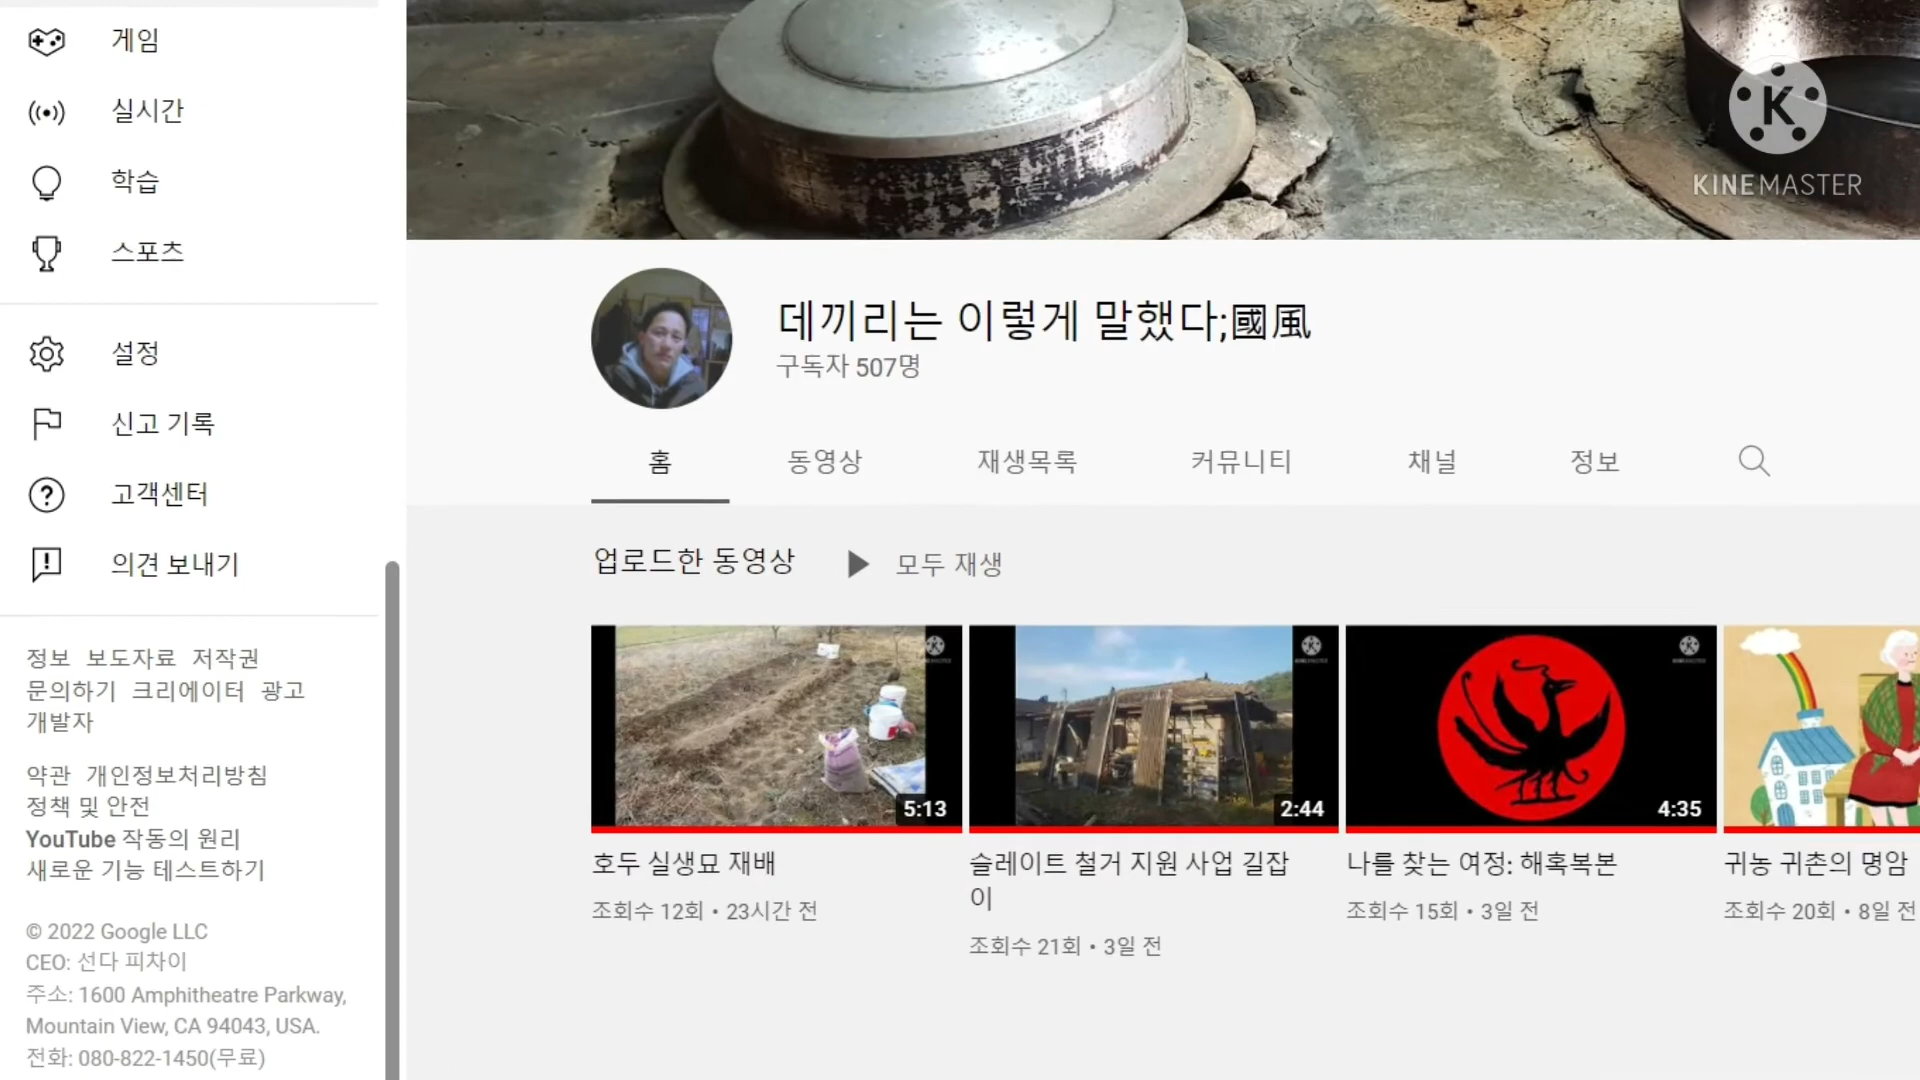 게임
실시간
학습
스포츠
설정
신고 기록
고객센터
의견 보내기
정보 보도자료 저작권
문의하기 크리에이터 광고
개발자
약관 개인정보처리방침
정책 및 안전
YouTube 작동의 원리
새로운 기능 테스트하기
© 2022 Google LLC
CEO: 선다 피차이
주소: 1600 Amphitheatre Parkway,
Mountain View, CA 94043, USA.
전화: 080-822-1450(무료)
K
KINEMASTER
데끼리는 이렇게 말했다;國風
구독자 507명
홈 동영상 재생목록 커뮤니티 채널 정보
업로드한 동영상 모두 재생
5:13
2:44
4:35
호두 실생묘 재배
조회수 12회 • 23시간 전
슬레이트 철거 지원 사업 길잡
이
조회수 21회 • 3일 전
나를 찾는 여정: 해혹복본
조회수 15회 • 3일 전
귀농 귀촌의 명암
조회수 20회 • 8일 전